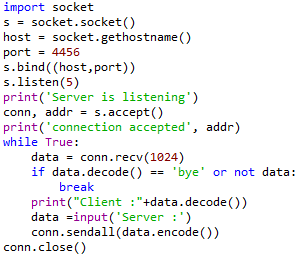 import socket
s = socket.socket()
host = socket.gethostname()
port = 4456
s.bind((host,port))
s.listen(5)
print('Server is listening')
conn, addr = s.accept()
print('connection accepted', addr)
while True:
    data = conn.recv(1024)
    if data.decode() == 'bye' or not data:
        break
    print("Client :"+data.decode())
    data =input('Server :')
    conn.sendall(data.encode())
conn.close()